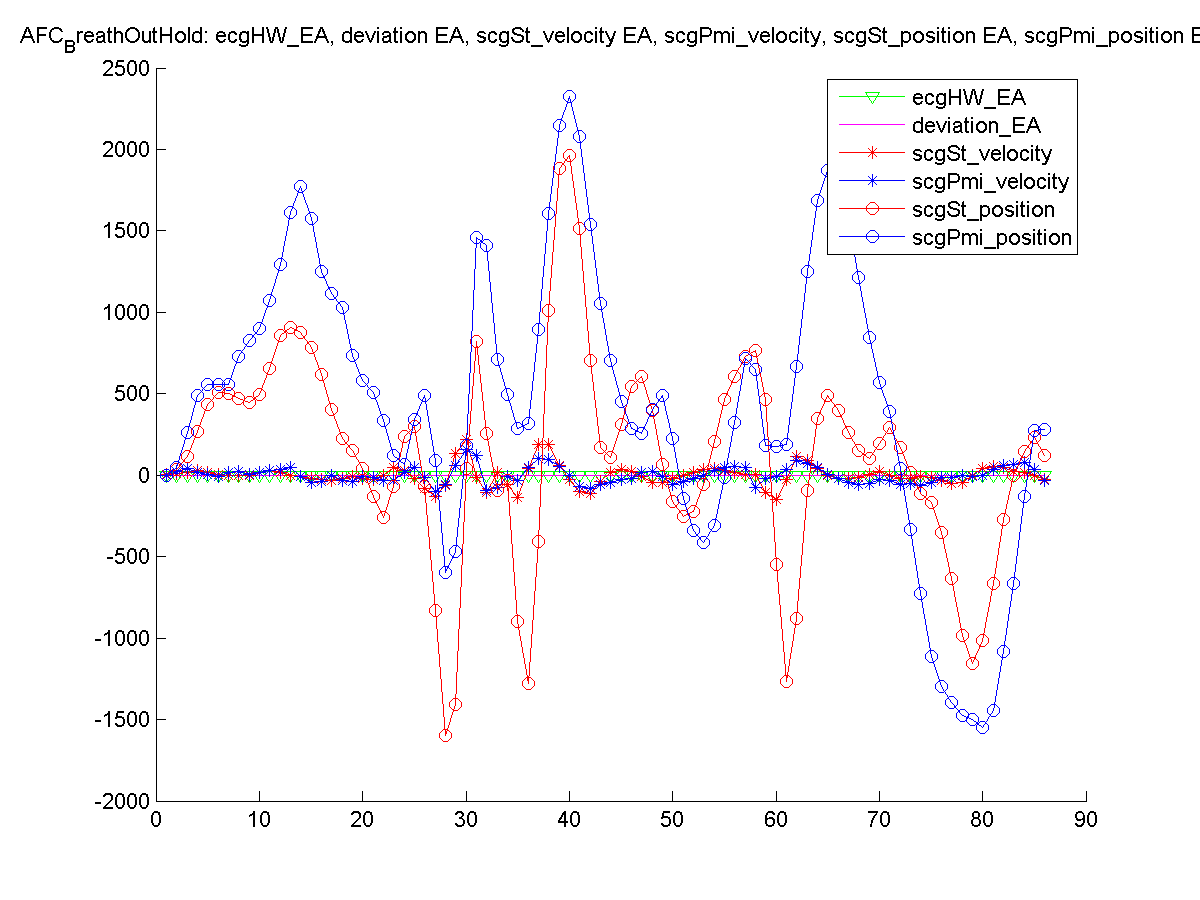 AFC_BreathOutHold: ecgHW_EA, deviation EA, scgSt_velocity EA, scgPmi_velocity, scgSt_position EA, scgPmi_position E
2500
2000
1500
1000
500
0
-500
-1000
-1500
-2000
0 10 20 30 40 50 60 70 80 90
ecgHW_EA
deviation_EA
scgSt_velocity
scgPmi_velocity
scgSt_position
scgPmi_position